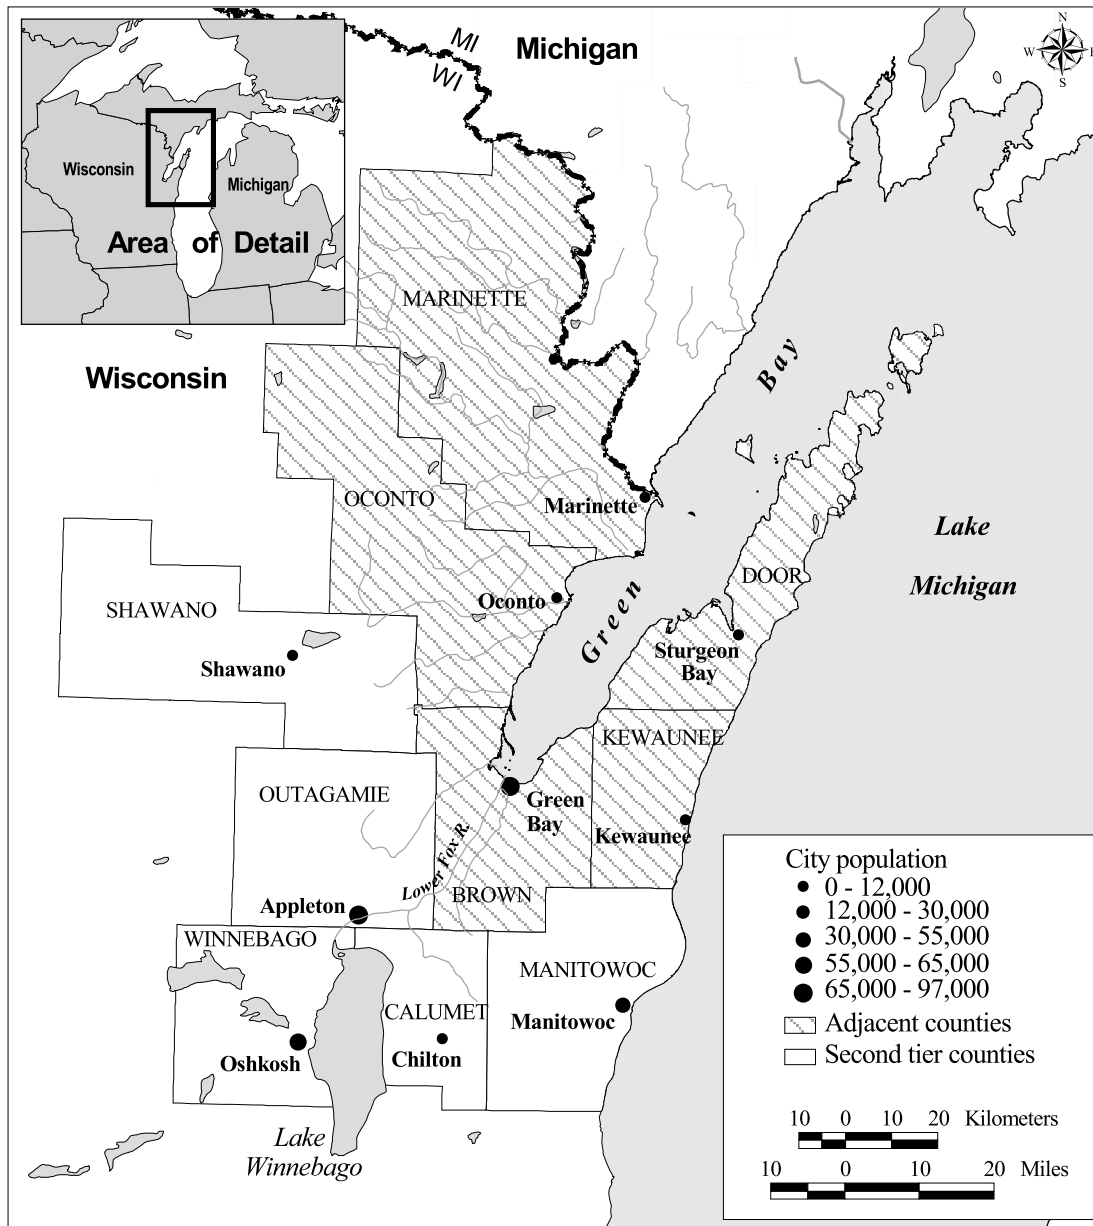 N
W
E
S
MI
WI
Michigan
Wisconsin
Michigan
Area of Detail
MARINETTE
Wisconsin
Bay
OCONTO
Marinette
Lake
Michigan
DOOR
Green
Oconto
SHAWANO
Shawano
Sturgeon
Bay
KEWAUNEE
OUTAGAMIE
Green
Bay
Kewaunee
Lower Fox R.
BROWN
Appleton
WINNEBAGO
MANITOWOC
CALUMET
Manitowoc
Oshkosh
Chilton
Lake
Winnebago
City population
0 - 12,000
12,000 - 30,000
30,000 - 55,000
55,000 - 65,000
65,000 - 97,000
Adjacent counties
Second tier counties
10 0 10 20 Kilometers
10 0 10 20 Miles